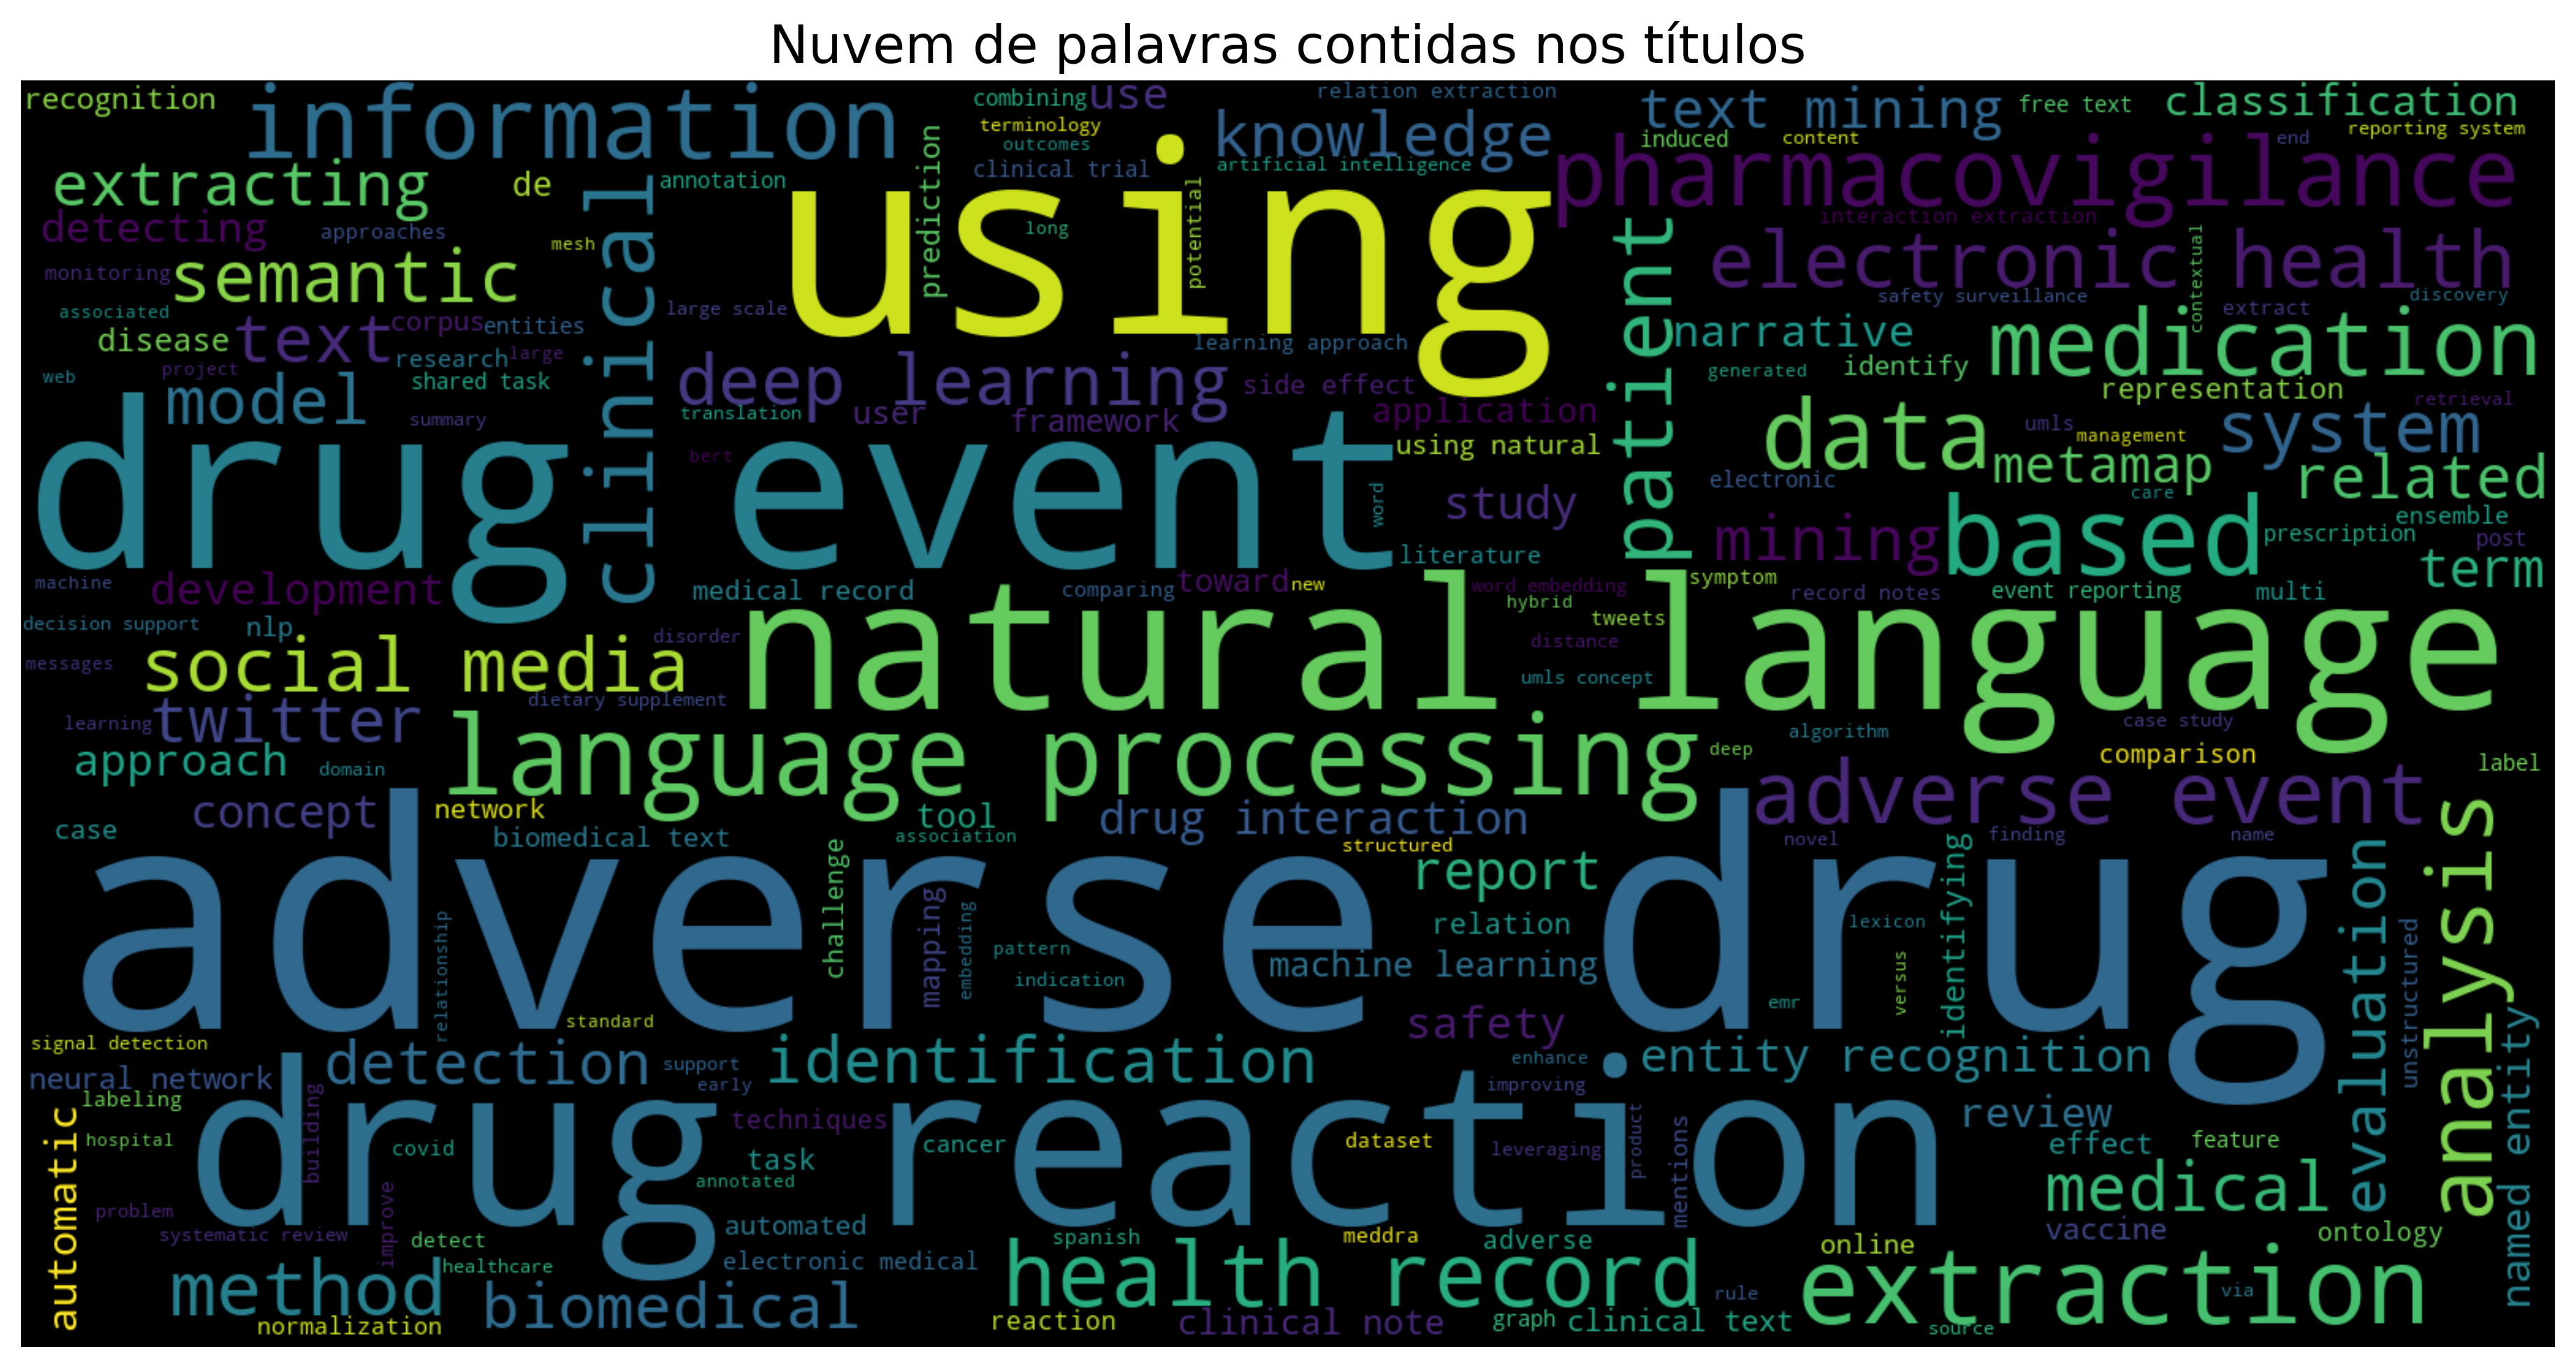 Nuvem de palavras contidas nos títulos
recognition
information
combining
use
relation extraction
text mining
free text
classification
terminology
outcomes
knowledge
induced
content
reporting system
end
extracting
de
clinical
annotation
prediction
clinical trial
artificial intelligence
pharmacovigilance
detecting
approaches
mesh
using
long
potential
patient
interaction extraction
electronic health
contextual
monitoring
semantic
associated
large scale
safety surveillance
extract
discovery
disease
text
corpus
entities
research
large
learning approach
narrative
medication
web
project
shared task
model
summary
deep learning
side effect
generated
identify
representation
retrieval
translation
user
framework
application
using natural
data
umls
management
system
drug
bert
event
word
study
electronic
metamap
care
related
mining
based
ensemble
prescription
post
term
literature
machine
development
medical record
comparing
toward
new
word embedding
symptom
record notes
event reporting
multi
hybrid
tweets
decision support
nlp
disorder
natural language
distance
messages
social media
umls concept
dietary supplement
learning
twitter
case study
algorithm
approach
domain
language processing
deep
comparison
label
concept
network
tool
drug interaction
adverse event
case
biomedical text
association
structured
novel
finding
name
adverse drug
challenge
mapping
embedding
report
identifying
evaluation
analysis
relationship
pattern
relation
lexicon
unstructured
indication
machine learning
versus
emr
standard
safety
signal detection
neural network
detection
support
early
identification
enhance
improving
entity recognition
named entity
labeling
building
automatic
hospital
covid
drug reaction
techniques
cancer
dataset
leveraging
product
mentions
review
effect
feature
task
annotated
medical
problem
systematic review
improve
detect
healthcare
automated
electronic medical
spanish
meddra
adverse
online
vaccine
ontology
method
normalization
biomedical
health record
reaction
clinical note
graph
clinical text
rule
extraction
via
source